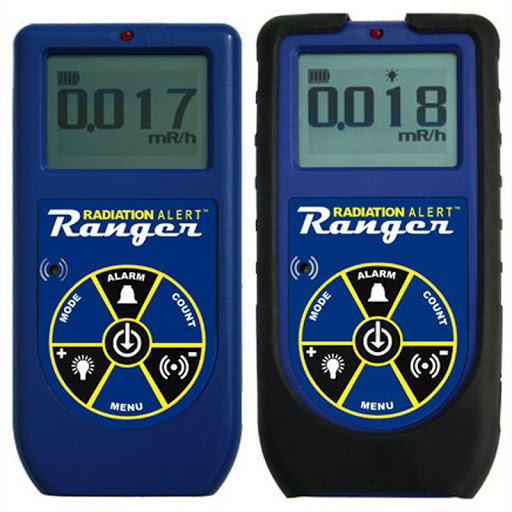 0.017
mR/h
RADIATION ALERT™
Ranger
ALARM
MODE
COUNT
+
-
MENU
0.018
mR/h
RADIATION ALERT™
Ranger
ALARM
MODE
COUNT
+
-
MENU